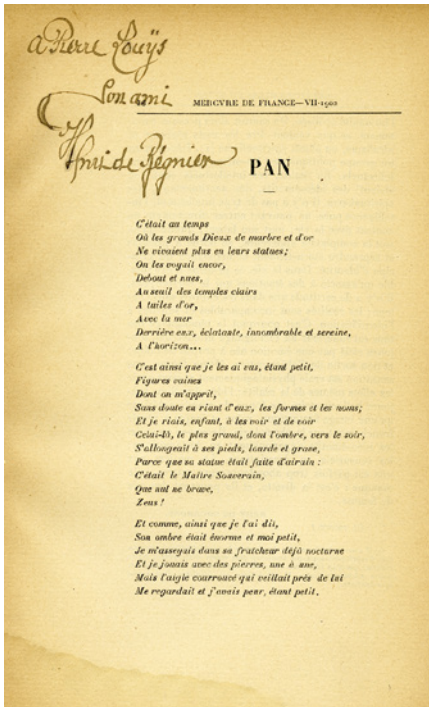 A Pierre Louÿs
son ami
Henri de Régnier
MERCVRE DE FRANCE—VII-1902
PAN
C'était au temps
Où les grands Dieux de marbre et d'or
Ne vivaient plus en leurs statues;
On les voyait encor,
Debout et nues,
Au seuil des temples clairs
A tuiles d'or,
Avec la mer
Derrière eux, éclatante, innombrable et sereine,
A l'horizon...
C'est ainsi que je les ai vus, étant petit,
Figures vaines
Dont on m'apprit,
Sans doute en riant d'eux, les formes et les noms;
Et je riais, enfant, à les voir et de voir
Celui-là, le plus grand, dont l'ombre, vers le soir,
S'allongeait à ses pieds, lourde et grave,
Parce que sa statue était faite d'airain :
C'était le Maître Souverain,
Que nul ne brave,
Zeus !
Et comme, ainsi que je l'ai dit,
Son ombre était énorme et moi petit,
Je m'asseyais dans sa fraîcheur déjà nocturne
Et je jouais avec des pierres, une à une,
Mais l'aigle courroucé qui veillait près de lui
Me regardait et j'avais peur, étant petit.